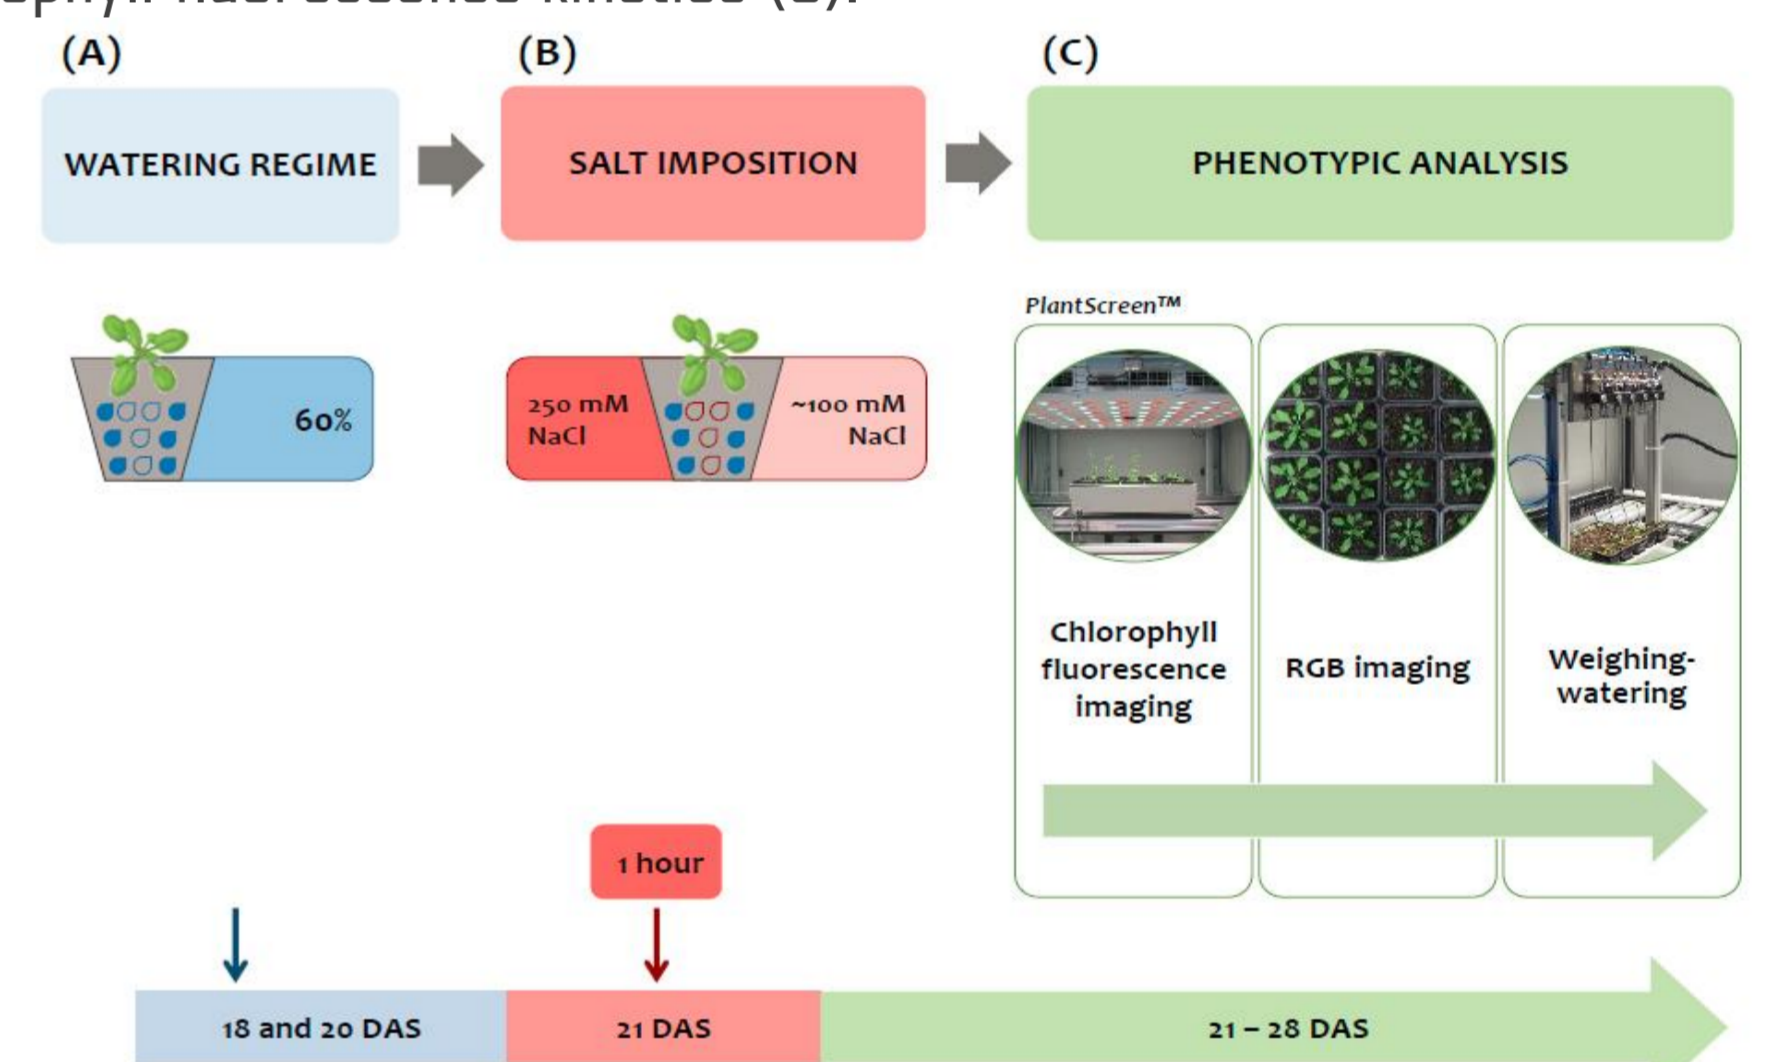 (A)
(B)
(C)
WATERING REGIME
SALT IMPOSITION
PHENOTYPIC ANALYSIS
PlantScreen™
60%
250 mM
NaCl
~100 mM
NaCl
Chlorophyll
fluorescence
imaging
RGB imaging
Weighing-
watering
1 hour
18 and 20 DAS
21 DAS
21 – 28 DAS